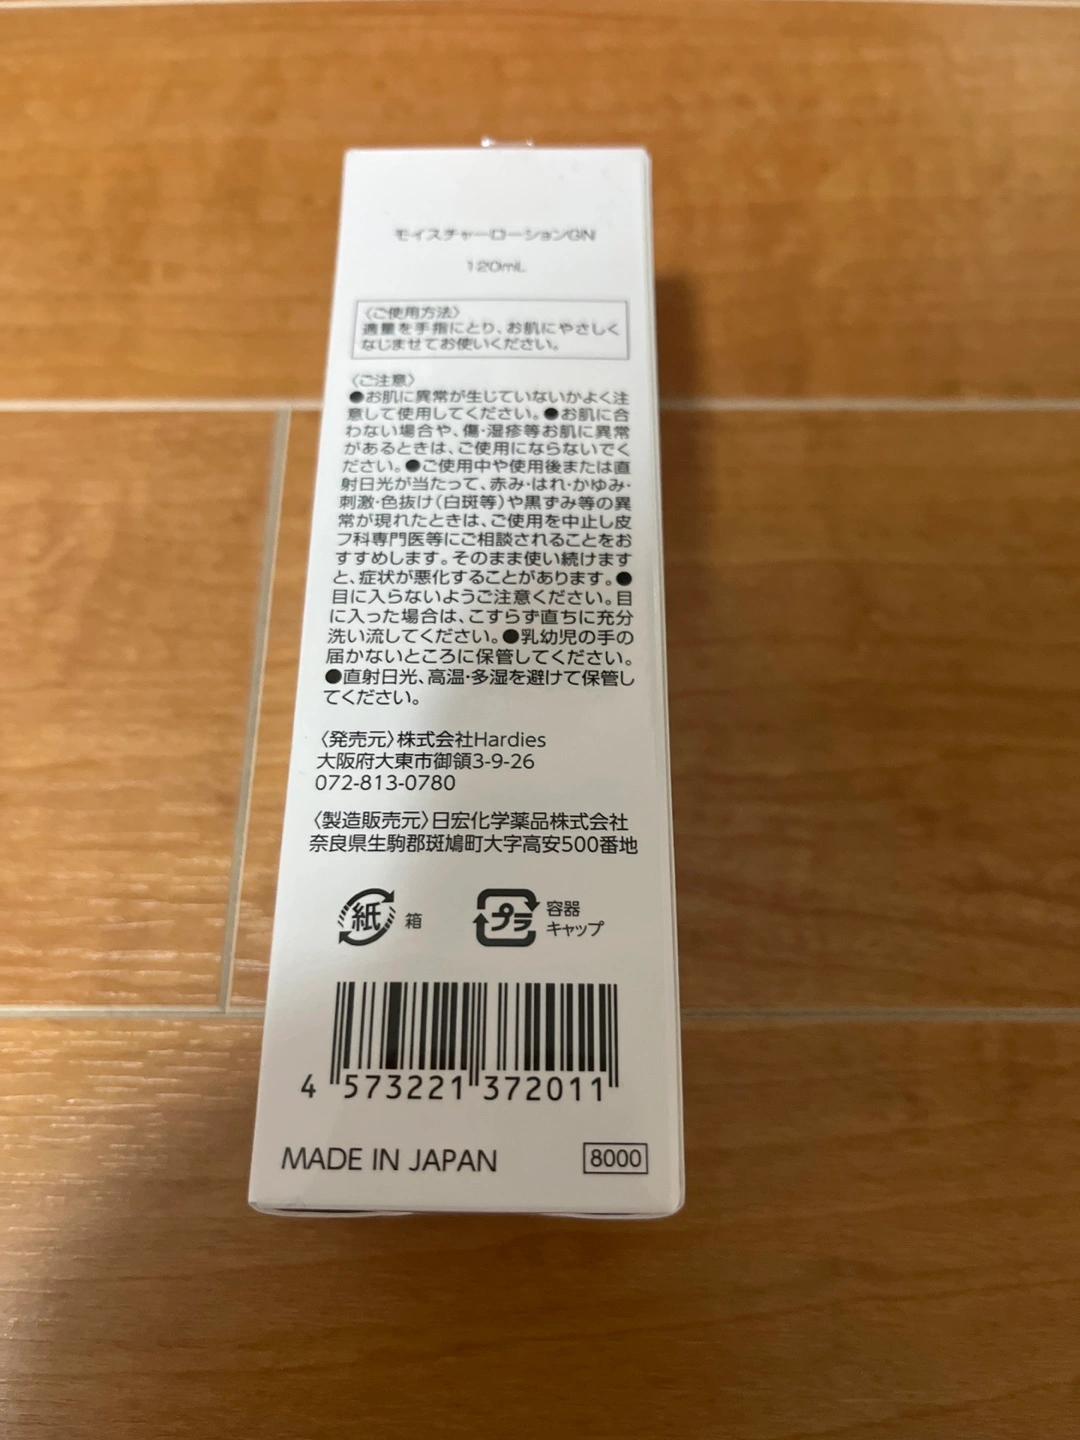 モイスチャーローションGN
120mL
〈ご使用方法〉
適量を手指にとり、お肌にやさしく
なじませてお使いください。
〈ご注意〉
●お肌に異常が生じていないかよく注
意して使用してください。●お肌に合
わない場合や、傷・湿疹等お肌に異常
があるときは、ご使用にならないでく
ださい。●ご使用中や使用後または直
射日光が当たって、赤み・はれ・かゆみ・
刺激・色抜け(白斑等)や黒ずみ等の異
常が現れたときは、ご使用を中止し皮
フ科専門医等にご相談されることをお
すすめします。そのまま使い続けます
と、症状が悪化することがあります。●
目に入らないようご注意ください。目
に入った場合は、こすらず直ちに充分
洗い流してください。●乳幼児の手の
届かないところに保管してください。
●直射日光、高温・多湿を避けて保管し
てください。
〈発売元〉株式会社Hardies
大阪府大東市御領3-9-26
072-813-0780
〈製造販売元〉日宏化学薬品株式会社
奈良県生駒郡斑鳩町大字高安500番地
紙 箱 プラ 容器
キャップ
4 573221 372011
MADE IN JAPAN 8000